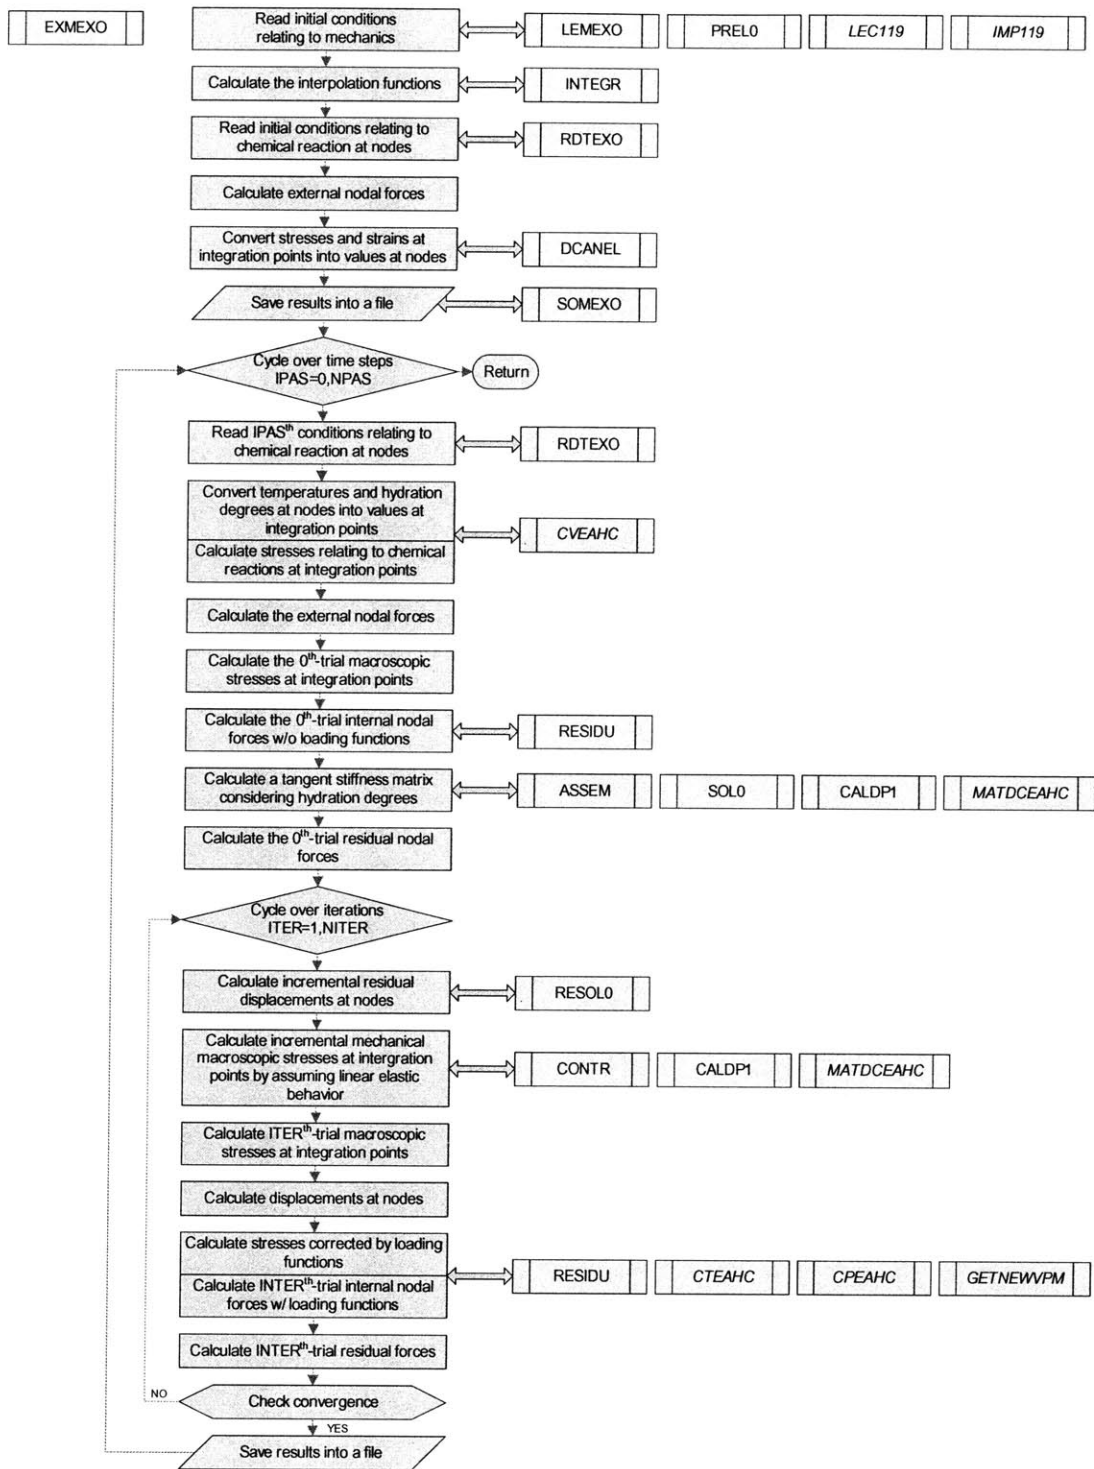 EXMEXO
Read initial conditions
relating to mechanics
LEMEXO
PREL0
LEC119
IMP119
Calculate the interpolation functions
INTEGR
Read initial conditions relating to
chemical reaction at nodes
RDTEXO
Calculate external nodal forces
Convert stresses and strains at
integration points into values at nodes
DCANEL
Save results into a file
SOMEXO
Cycle over time steps
IPAS=0,NPAS
Return
Read IPASth conditions relating to
chemical reaction at nodes
RDTEXO
Convert temperatures and hydration
degrees at nodes into values at
integration points
Calculate stresses relating to chemical
reactions at integration points
CVEAHC
Calculate the external nodal forces
Calculate the 0th-trial macroscopic
stresses at integration points
Calculate the 0th-trial internal nodal
forces w/o loading functions
RESIDU
Calculate a tangent stiffness matrix
considering hydration degrees
ASSEM
SOL0
CALDP1
MATDCEAHC
Calculate the 0th-trial residual nodal
forces
Cycle over iterations
ITER=1,NITER
Calculate incremental residual
displacements at nodes
RESOL0
Calculate incremental mechanical
macroscopic stresses at intergration
points by assuming linear elastic
behavior
CONTR
CALDP1
MATDCEAHC
Calculate ITERth-trial macroscopic
stresses at integration points
Calculate displacements at nodes
Calculate stresses corrected by loading
functions
Calculate INTERth-trial internal nodal
forces w/ loading functions
RESIDU
CTEAHC
CPEAHC
GETNEWVPM
Calculate INTERth-trial residual forces
NO
Check convergence
YES
Save results into a file